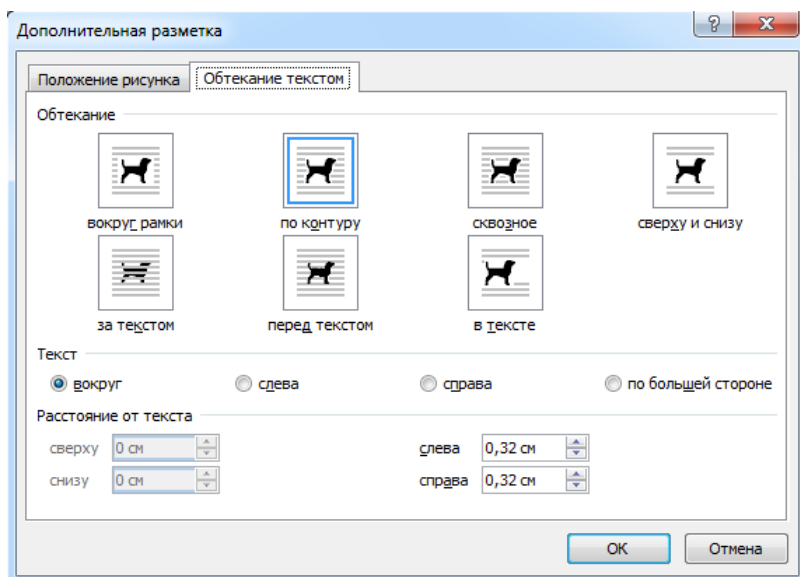 Дополнительная разметка
Положение рисунка Обтекание текстом
Обтекание
вокруг рамки по контуру сквозное сверху и снизу
за текстом перед текстом в тексте
Текст
вокруг слева справа по большей стороне
Расстояние от текста
сверху 0 см слева 0,32 см
снизу 0 см справа 0,32 см
ОК Отмена